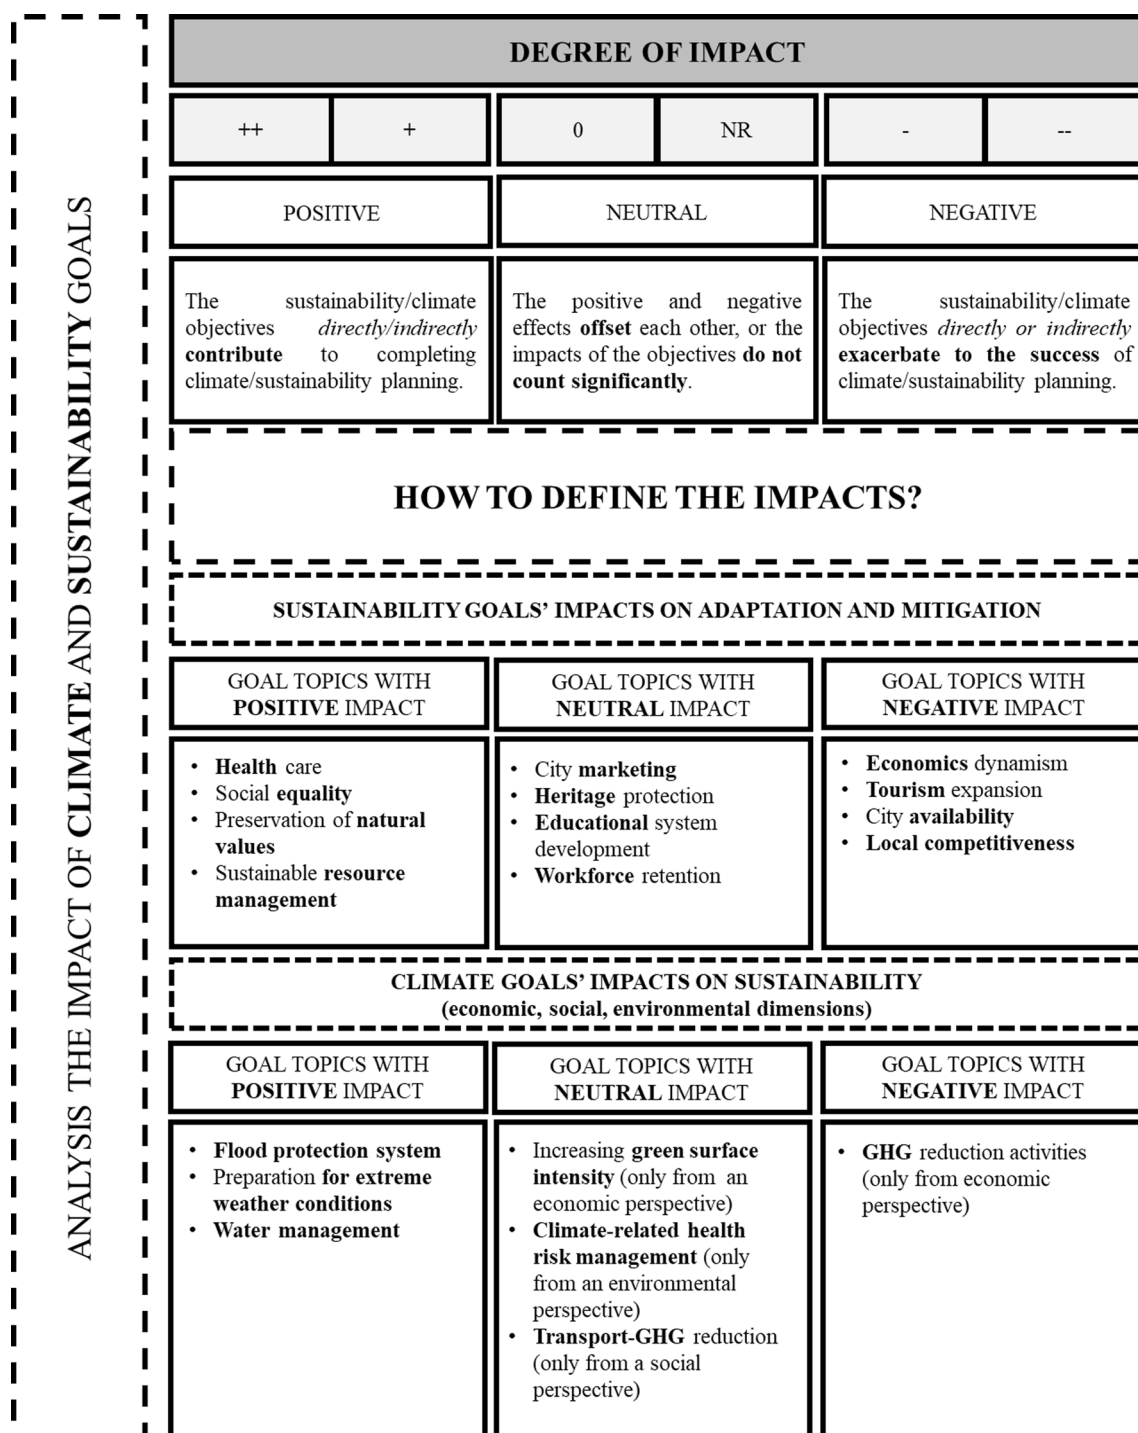 ANALYSIS THE IMPACT OF CLIMATE AND SUSTAINABILITY GOALS
DEGREE OF IMPACT
++
+
0
NR
-
--
POSITIVE
NEUTRAL
NEGATIVE
The sustainability/climate
objectives directly/indirectly
contribute to completing
climate/sustainability planning.
The positive and negative
effects offset each other, or the
impacts of the objectives do not
count significantly.
The sustainability/climate
objectives directly or indirectly
exacerbate to the success of
climate/sustainability planning.
HOW TO DEFINE THE IMPACTS?
SUSTAINABILITY GOALS’ IMPACTS ON ADAPTATION AND MITIGATION
GOAL TOPICS WITH
POSITIVE IMPACT
GOAL TOPICS WITH
NEUTRAL IMPACT
GOAL TOPICS WITH
NEGATIVE IMPACT
• Health care
• Social equality
• Preservation of natural
values
• Sustainable resource
management
• City marketing
• Heritage protection
• Educational system
development
• Workforce retention
• Economics dynamism
• Tourism expansion
• City availability
• Local competitiveness
CLIMATE GOALS’ IMPACTS ON SUSTAINABILITY
(economic, social, environmental dimensions)
GOAL TOPICS WITH
POSITIVE IMPACT
GOAL TOPICS WITH
NEUTRAL IMPACT
GOAL TOPICS WITH
NEGATIVE IMPACT
• Flood protection system
• Preparation for extreme
weather conditions
• Water management
• Increasing green surface
intensity (only from an
economic perspective)
• Climate-related health
risk management (only
from an environmental
perspective)
• Transport-GHG reduction
(only from a social
perspective)
• GHG reduction activities
(only from economic
perspective)